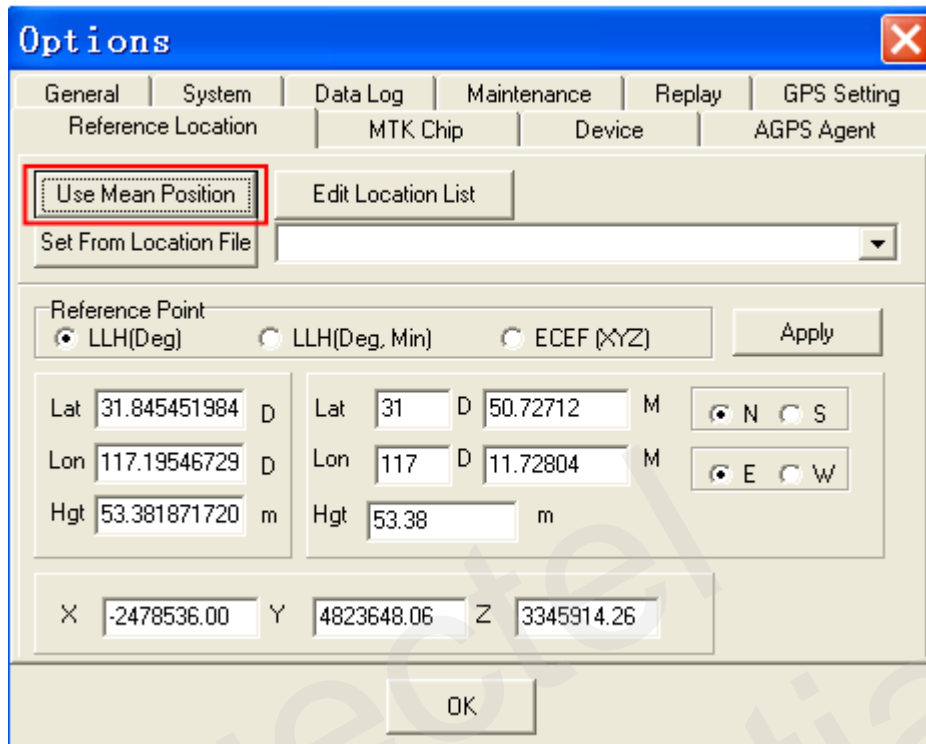 Options
General System Data Log Maintenance Replay GPS Setting
Reference Location MTK Chip Device AGPS Agent
Use Mean Position Edit Location List
Set From Location File
Reference Point
LLH(Deg) LLH(Deg, Min) ECEF (XYZ) Apply
Lat 31.845451984 D Lat 31 D 50.72712 M N S
Lon 117.19546729 D Lon 117 D 11.72804 M E W
Hgt 53.381871720 m Hgt 53.38 m
X -2478536.00 Y 4823648.06 Z 3345914.26
OK